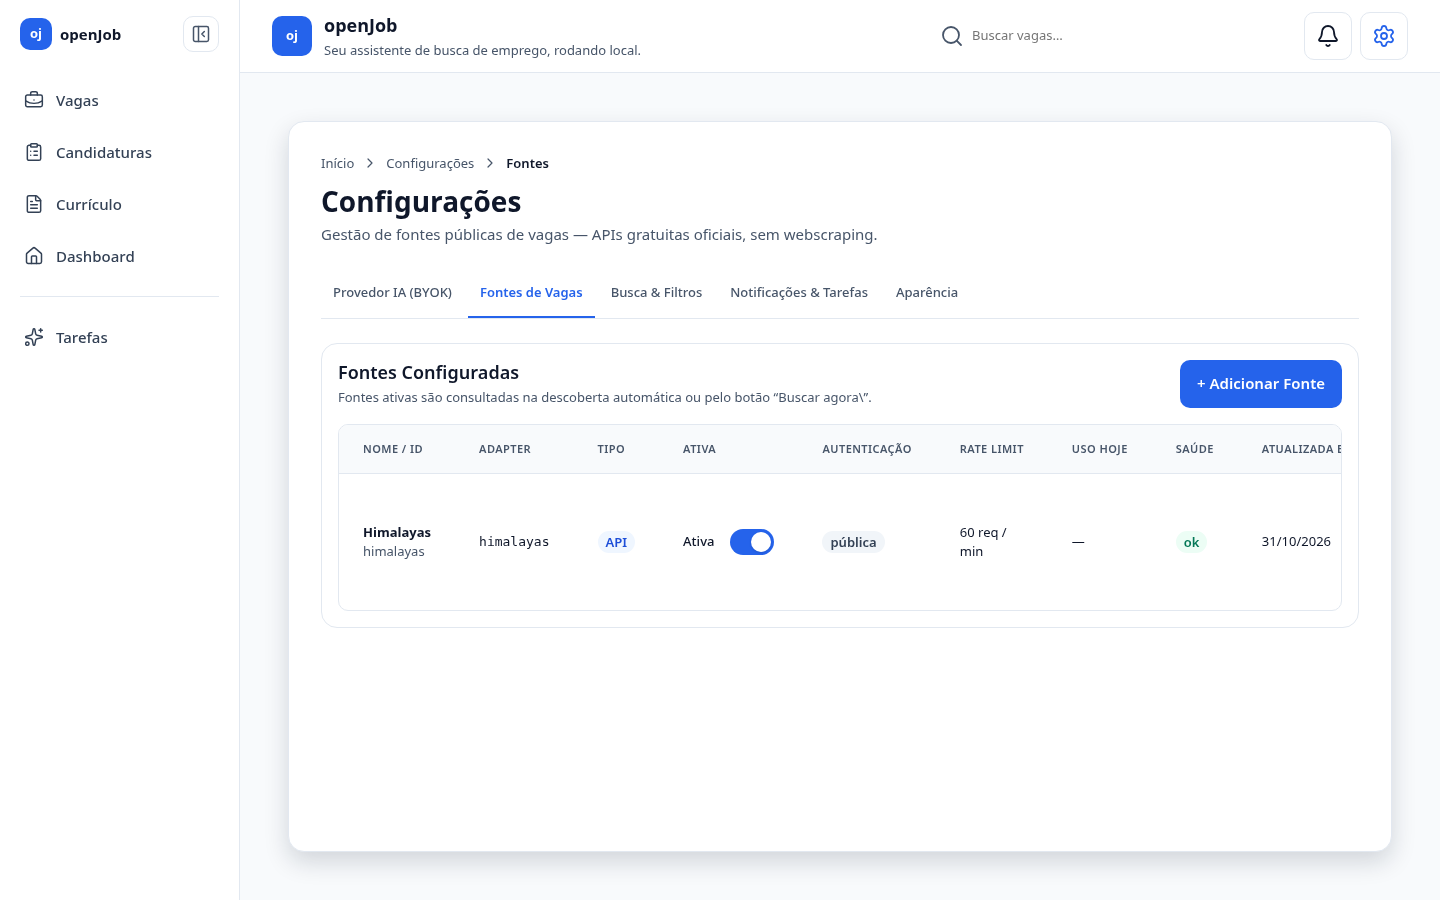 oj openJob
Vagas
Candidaturas
Currículo
Dashboard
Tarefas
oj
openJob
Seu assistente de busca de emprego, rodando local.
Buscar vagas...
Início > Configurações > Fontes
Configurações
Gestão de fontes públicas de vagas — APIs gratuitas oficiais, sem webscraping.
Provedor IA (BYOK) Fontes de Vagas Busca & Filtros Notificações & Tarefas Aparência
Fontes Configuradas
Fontes ativas são consultadas na descoberta automática ou pelo botão “Buscar agora\”.
+ Adicionar Fonte
NOME / ID ADAPTER TIPO ATIVA AUTENTICAÇÃO RATE LIMIT USO HOJE SAÚDE ATUALIZADA
Himalayas
himalayas
himalayas
API
Ativa
pública
60 req /
min
—
ok
31/10/2026